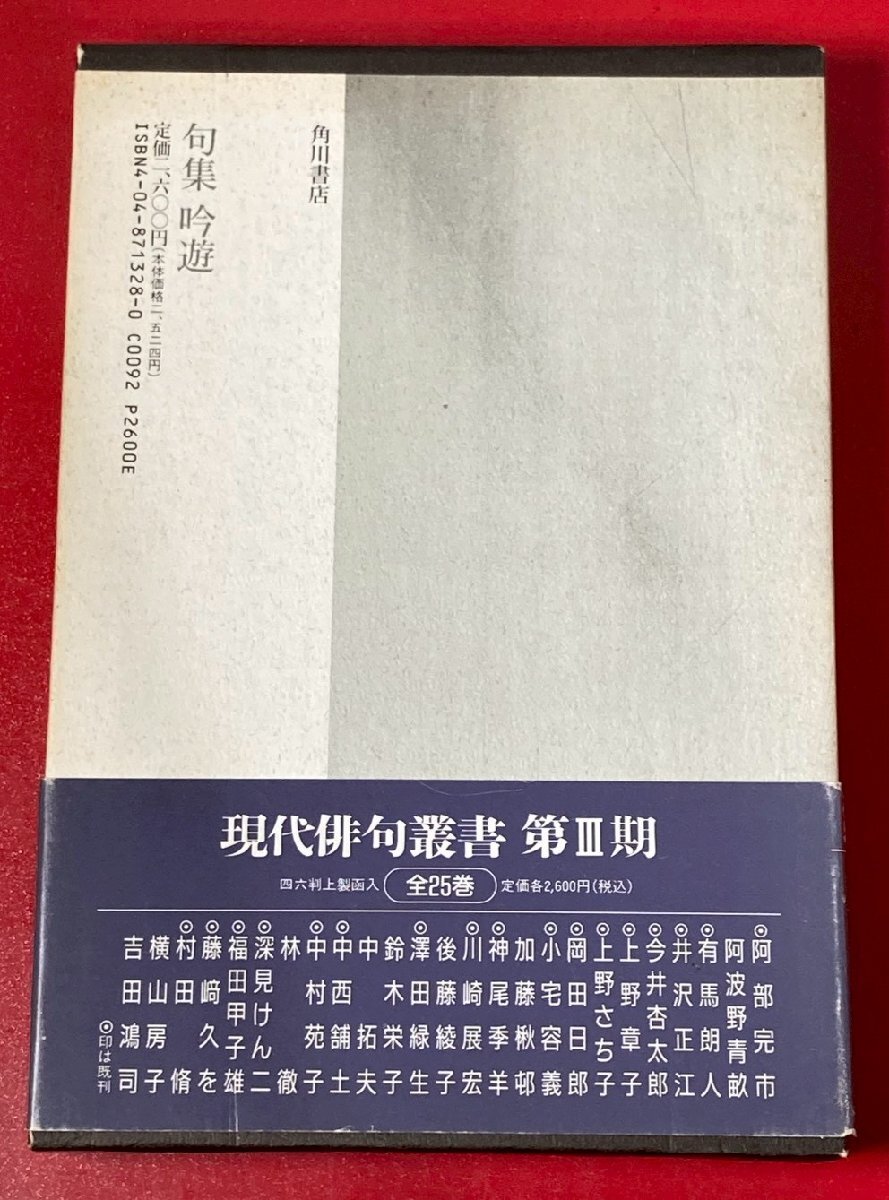 角川書店
句集 吟遊
定価二、六〇〇円(本体価格二、五二四円)
ISBN4-04-871328-0 C0092 P2600E
現代俳句叢書 第Ⅲ期
四六判上製函入 全25巻 定価各2,600円(税込)
◉阿部完市
阿波野青畝
◉有馬朗人
◉井沢正江
◉今井杏太郎
◉上野章子
◉上野さち子
◉岡田日郎
◉小宅容義
加藤楸邨
◉神尾季羊
◉川崎展宏
後藤綾子
◉澤田緑生
鈴木栄子
中拓夫
◉中西舗土
◉中村苑子
林徹
◉深見けん二
◉福田甲子雄
◉藤﨑久を
◉村田脩
横山房子
吉田鴻司
◉印は既刊